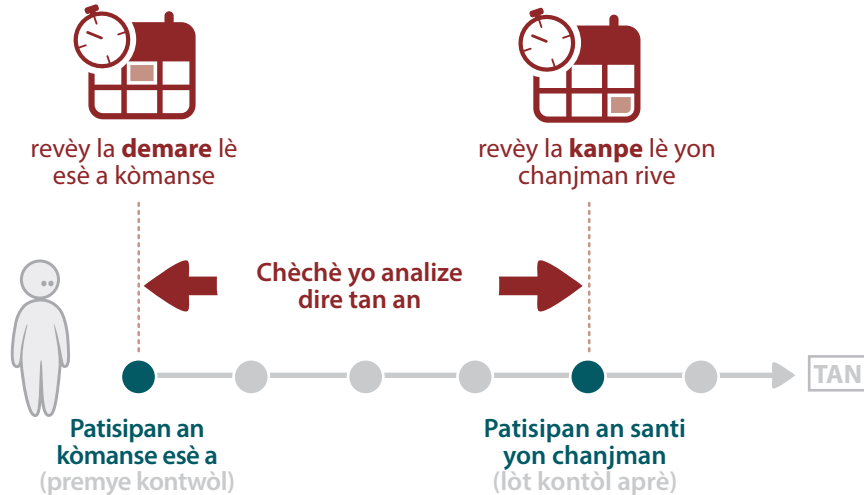 revèy la demare lè
esè a kòmanse
revèy la kanpe lè yon
chanjman rive
Chèchè yo analize
dire tan an
TAN
Patisipan an
kòmanse esè a
(premye kontwòl)
Patisipan an santi
yon chanjman
(lòt kontòl aprè)